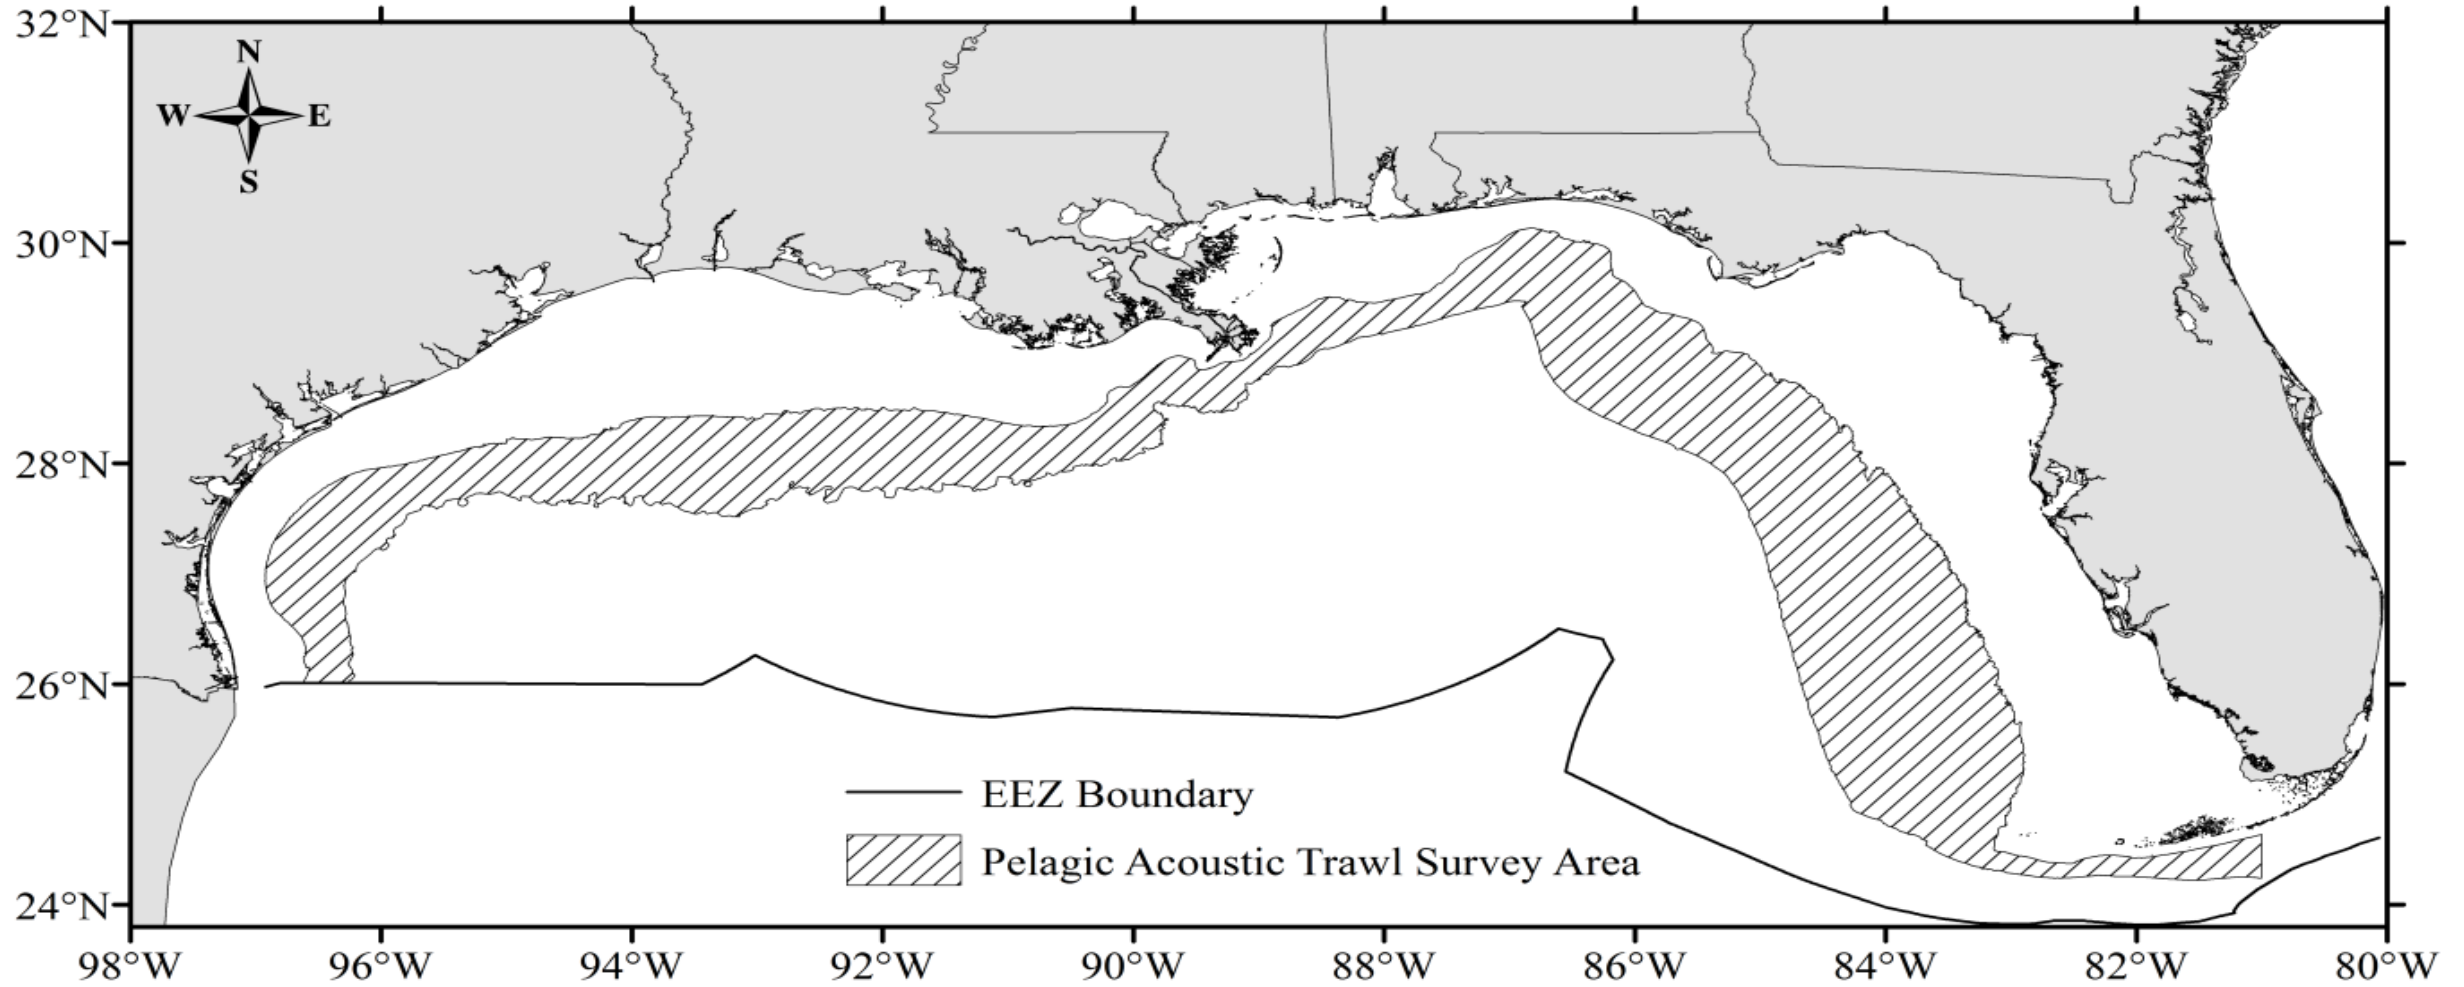 32°N
N
W E
S
30°N
28°N
26°N
EEZ Boundary
Pelagic Acoustic Trawl Survey Area
24°N
98°W 96°W 94°W 92°W 90°W 88°W 86°W 84°W 82°W 80°W